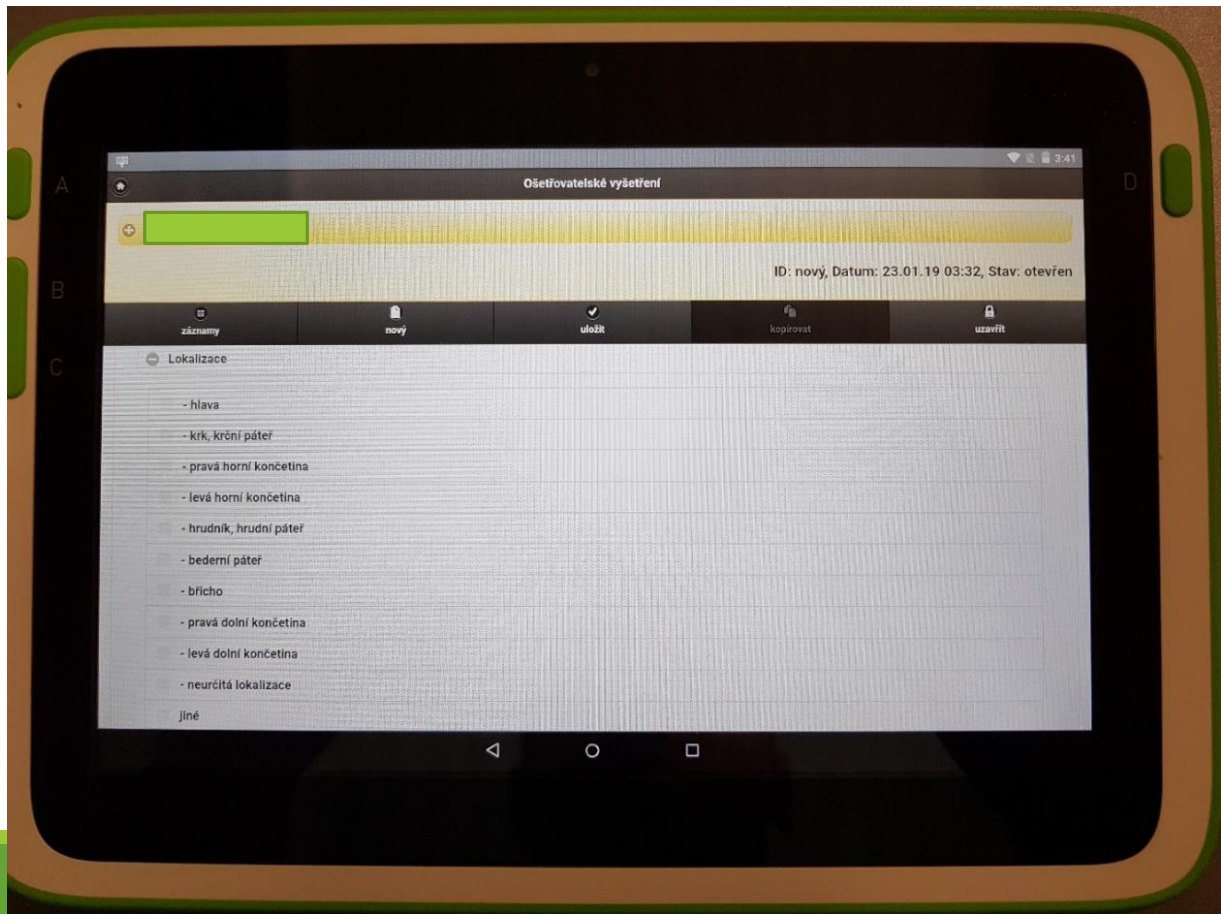 3:41
Ošetřovatelské vyšetření
A
D
ID: nový, Datum: 23.01.19 03:32, Stav: otevřen
B
záznamy nový uložit kopírovat uzavřít
C
Lokalizace
- hlava
- krk, krční páteř
- pravá horní končetina
- levá horní končetina
- hrudník, hrudní páteř
- bederní páteř
- břicho
- pravá dolní končetina
- levá dolní končetina
- neurčitá lokalizace
jiné